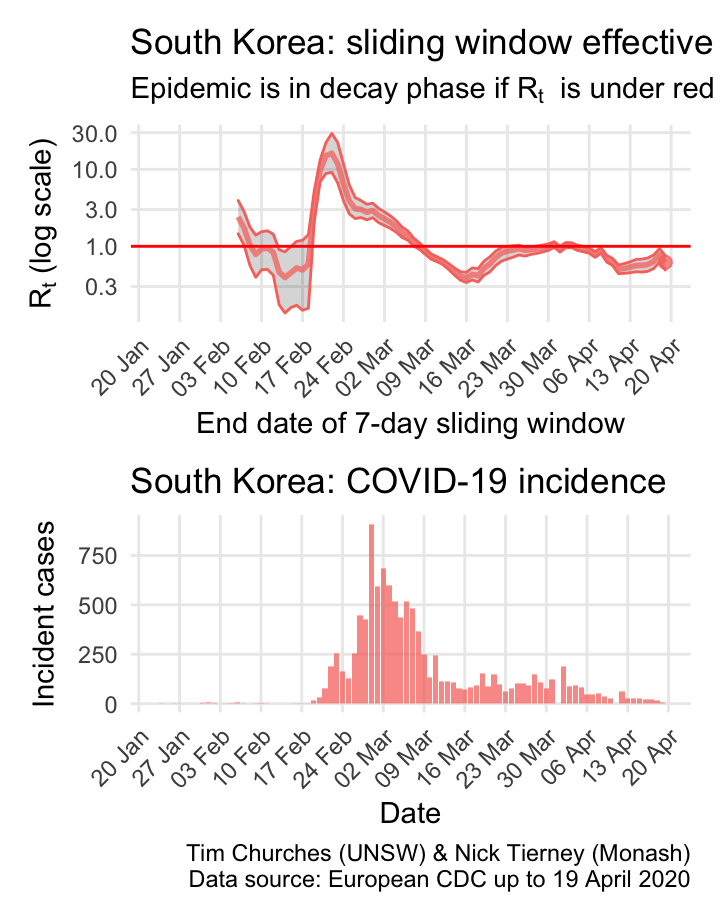 South Korea: sliding window effective
Epidemic is in decay phase if Rt is under red
Rt (log scale)
30.0
10.0
3.0
1.0
0.3
20 Jan
27 Jan
03 Feb
10 Feb
17 Feb
24 Feb
02 Mar
09 Mar
16 Mar
23 Mar
30 Mar
06 Apr
13 Apr
20 Apr
End date of 7-day sliding window
South Korea: COVID-19 incidence
Incident cases
750
500
250
0
20 Jan
27 Jan
03 Feb
10 Feb
17 Feb
24 Feb
02 Mar
09 Mar
16 Mar
23 Mar
30 Mar
06 Apr
13 Apr
20 Apr
Date
Tim Churches (UNSW) & Nick Tierney (Monash)
Data source: European CDC up to 19 April 2020